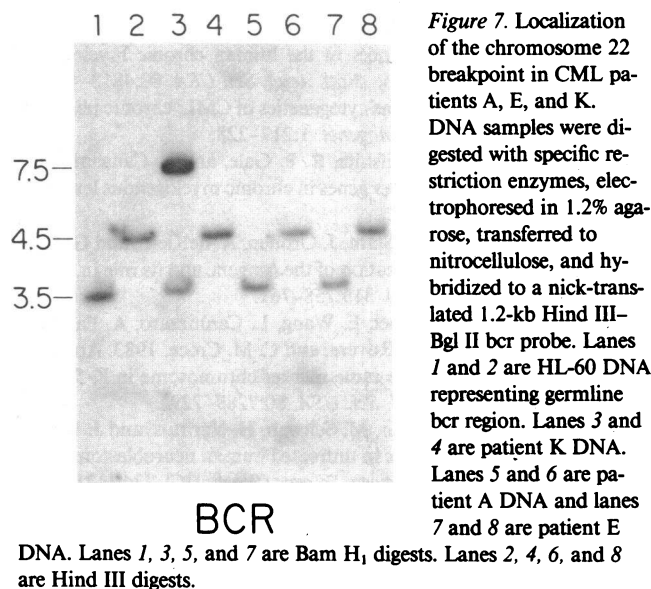 1 2 3 4 5 6 7 8
7.5–
4.5–
3.5–
BCR
Figure 7. Localization
of the chromosome 22
breakpoint in CML pa-
tients A, E, and K.
DNA samples were di-
gested with specific re-
striction enzymes, elec-
trophoresed in 1.2% aga-
rose, transferred to
nitrocellulose, and hy-
bridized to a nick-trans-
lated 1.2-kb Hind III–
Bgl II bcr probe. Lanes
1 and 2 are HL-60 DNA
representing germline
bcr region. Lanes 3 and
4 are patient K DNA.
Lanes 5 and 6 are pa-
tient A DNA and lanes
7 and 8 are patient E
DNA. Lanes 1, 3, 5, and 7 are Bam H₁ digests. Lanes 2, 4, 6, and 8
are Hind III digests.